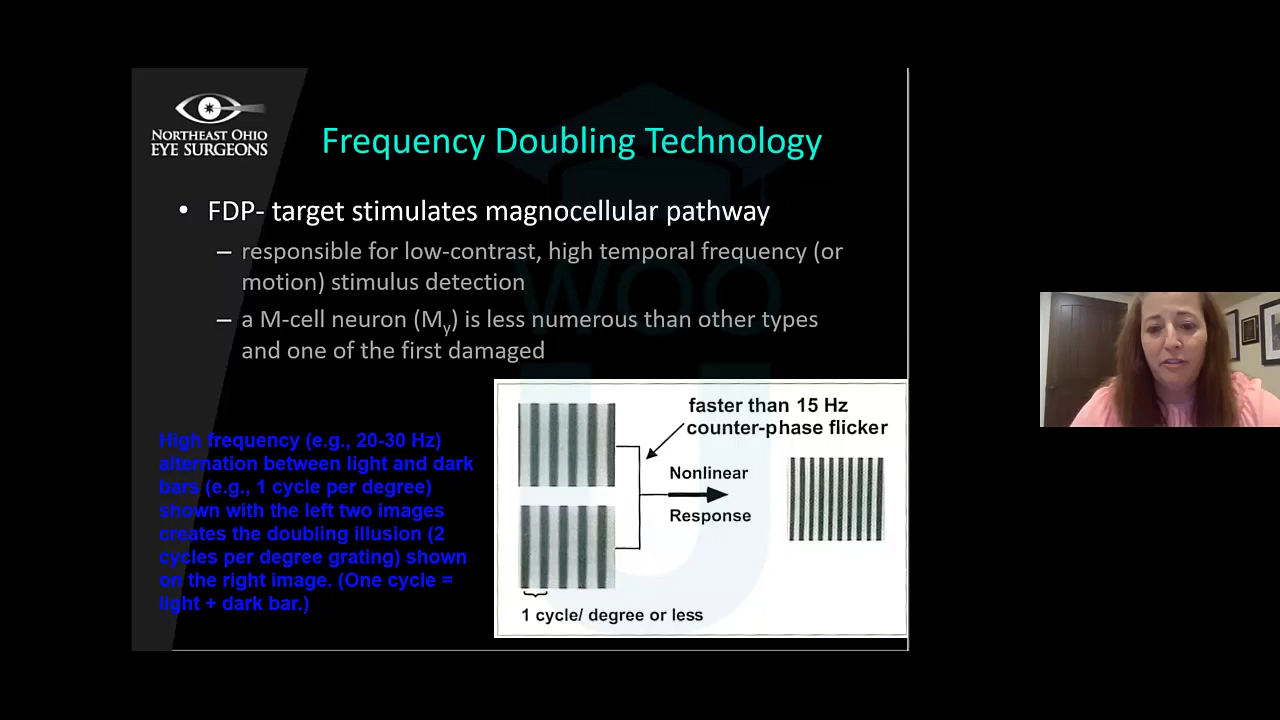 NORTHEAST OHIO
EYE SURGEONS
Frequency Doubling Technology
• FDP- target stimulates magnocellular pathway
– responsible for low-contrast, high temporal frequency (or
motion) stimulus detection
– a M-cell neuron (My) is less numerous than other types
and one of the first damaged
High frequency (e.g., 20-30 Hz)
alternation between light and dark
bars (e.g., 1 cycle per degree)
shown with the left two images
creates the doubling illusion (2
cycles per degree grating) shown
on the right image. (One cycle =
light + dark bar.)
faster than 15 Hz
counter-phase flicker
Nonlinear
Response
1 cycle/ degree or less
WOO
U